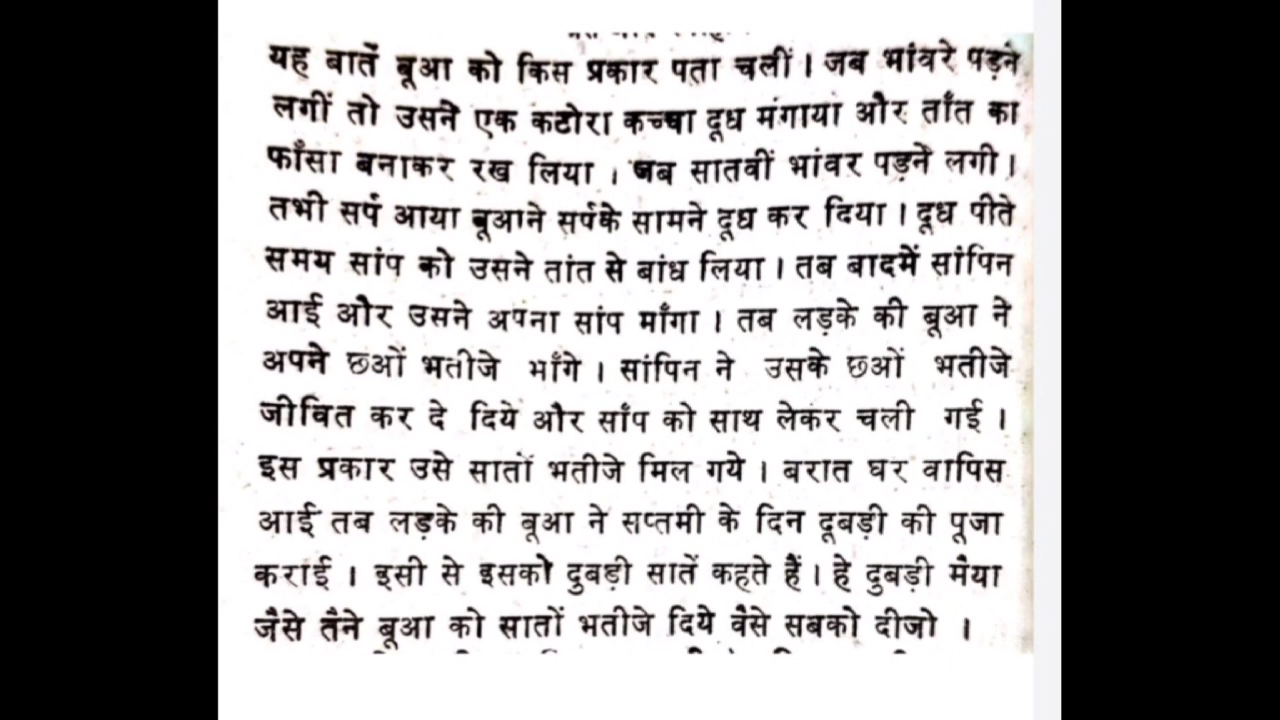 यह बातें बूआ को किस प्रकार पता चलीं । जब भांवरे पड़ने
लगीं तो उसने एक कटोरा कच्चा दूध मंगाया और ताँत का
फाँसा बनाकर रख लिया । जब सातवीं भांवर पड़ने लगी ।
तभी सर्प आया बूआने सर्पके सामने दूध कर दिया । दूध पीते
समय सांप को उसने तांत से बांध लिया । तब बादमें सांपिन
आई और उसने अपना सांप माँगा । तब लड़के की बूआ ने
अपने छओं भतीजे भाँगे । सांपिन ने उसके छओं भतीजे
जीवित कर दे दिये और साँप को साथ लेकर चली गई ।
इस प्रकार उसे सातों भतीजे मिल गये । बरात घर वापिस
आई तब लड़के की बूआ ने सप्तमी के दिन दूबड़ी की पूजा
कराई । इसी से इसको दुबड़ी सातें कहते हैं । हे दुबड़ी मैया
जैसे तैने बूआ को सातों भतीजे दिये वैसे सबको दीजो ।